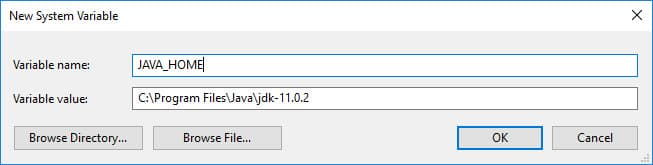 New System Variable
Variable name: JAVA_HOME
Variable value: C:\Program Files\Java\jdk-11.0.2
Browse Directory... Browse File... OK Cancel